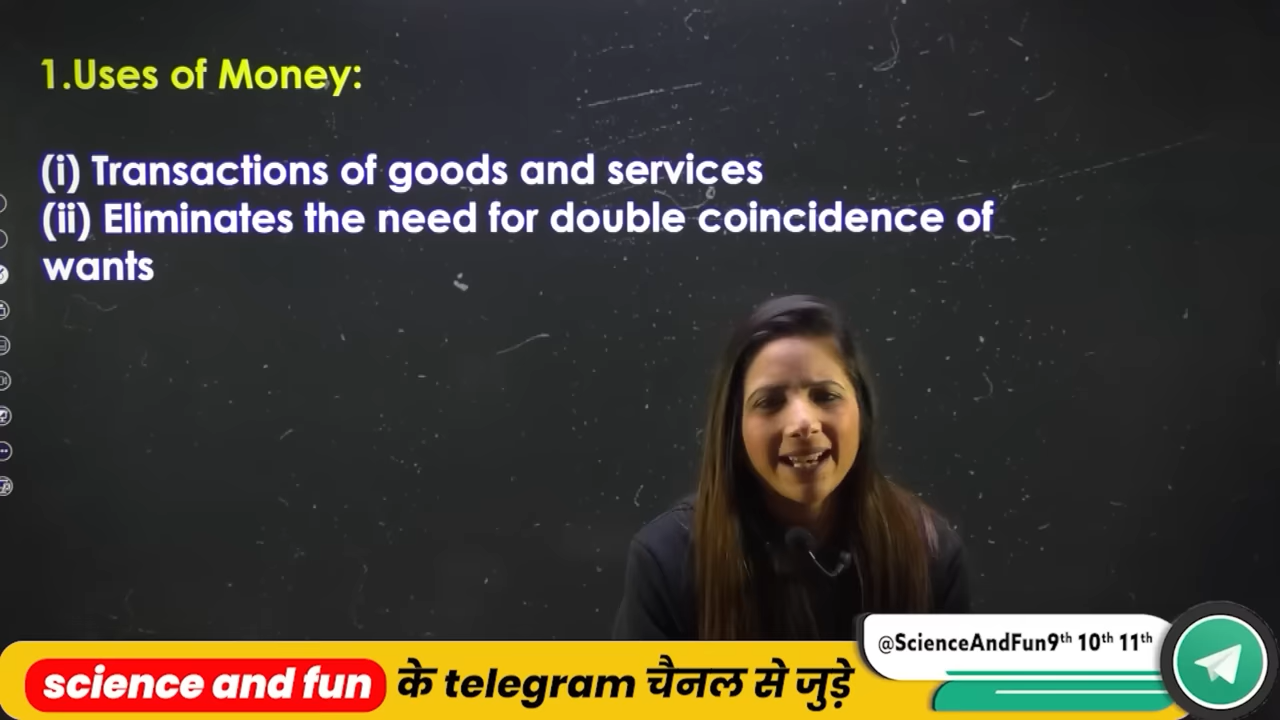 1.Uses of Money:
(i) Transactions of goods and services
(ii) Eliminates the need for double coincidence of
wants
@ScienceAndFun9th 10th 11th
science and fun के telegram चैनल से जुड़े